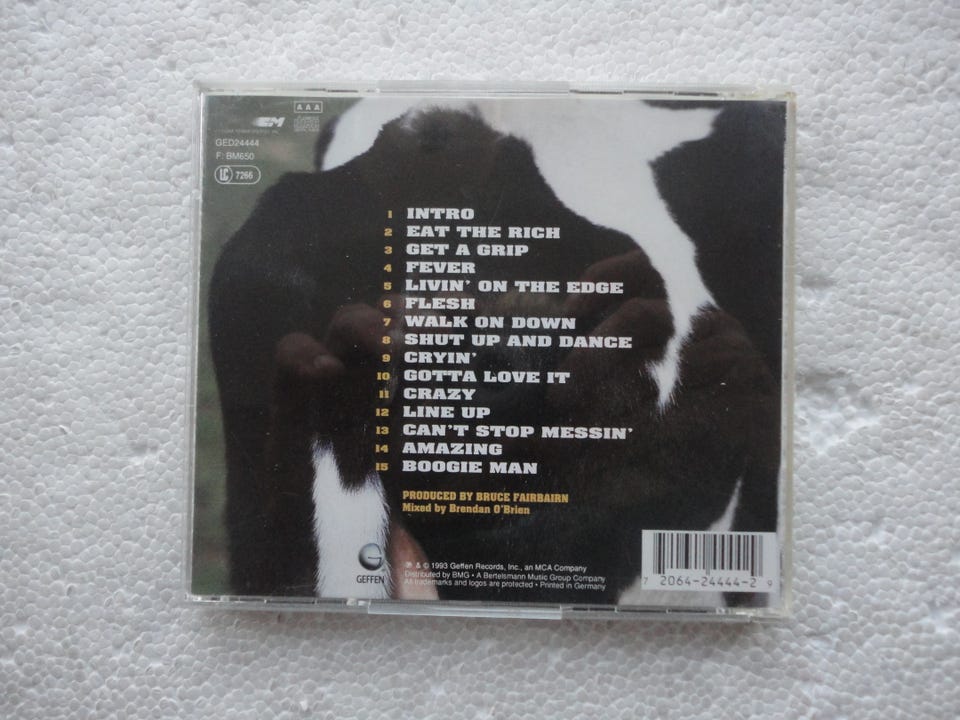 AAA
GED24444
F: BM650
LC 7266
1 INTRO
2 EAT THE RICH
3 GET A GRIP
4 FEVER
5 LIVIN' ON THE EDGE
6 FLESH
7 WALK ON DOWN
8 SHUT UP AND DANCE
9 CRYIN'
10 GOTTA LOVE IT
11 CRAZY
12 LINE UP
13 CAN'T STOP MESSIN'
14 AMAZING
15 BOOGIE MAN
PRODUCED BY BRUCE FAIRBAIRN
Mixed by Brendan O'Brien
GEFFEN
℗ & © 1993 Geffen Records, Inc., an MCA Company
Distributed by BMG • A Bertelsmann Music Group Company
All trademarks and logos are protected • Printed in Germany
7 2064-24444-2 9